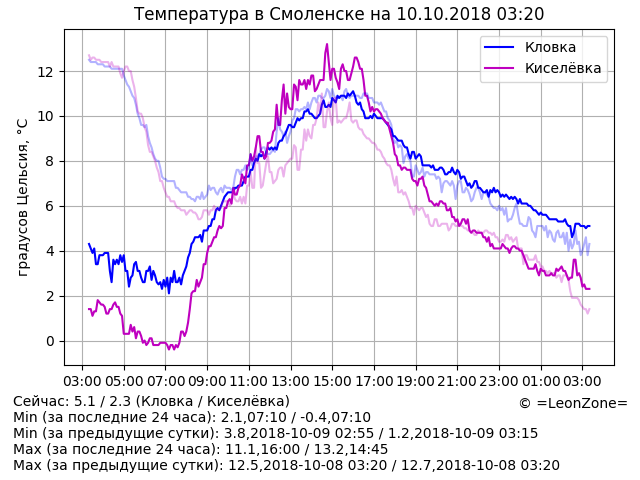 Температура в Смоленске на 10.10.2018 03:20
Кловка
Киселёвка
градусов Цельсия, °C
12
10
8
6
4
2
0
03:00 05:00 07:00 09:00 11:00 13:00 15:00 17:00 19:00 21:00 23:00 01:00 03:00
Сейчас: 5.1 / 2.3 (Кловка / Киселёвка)
© =LeonZone=
Min (за последние 24 часа): 2.1,07:10 / -0.4,07:10
Min (за предыдущие сутки): 3.8,2018-10-09 02:55 / 1.2,2018-10-09 03:15
Max (за последние 24 часа): 11.1,16:00 / 13.2,14:45
Max (за предыдущие сутки): 12.5,2018-10-08 03:20 / 12.7,2018-10-08 03:20